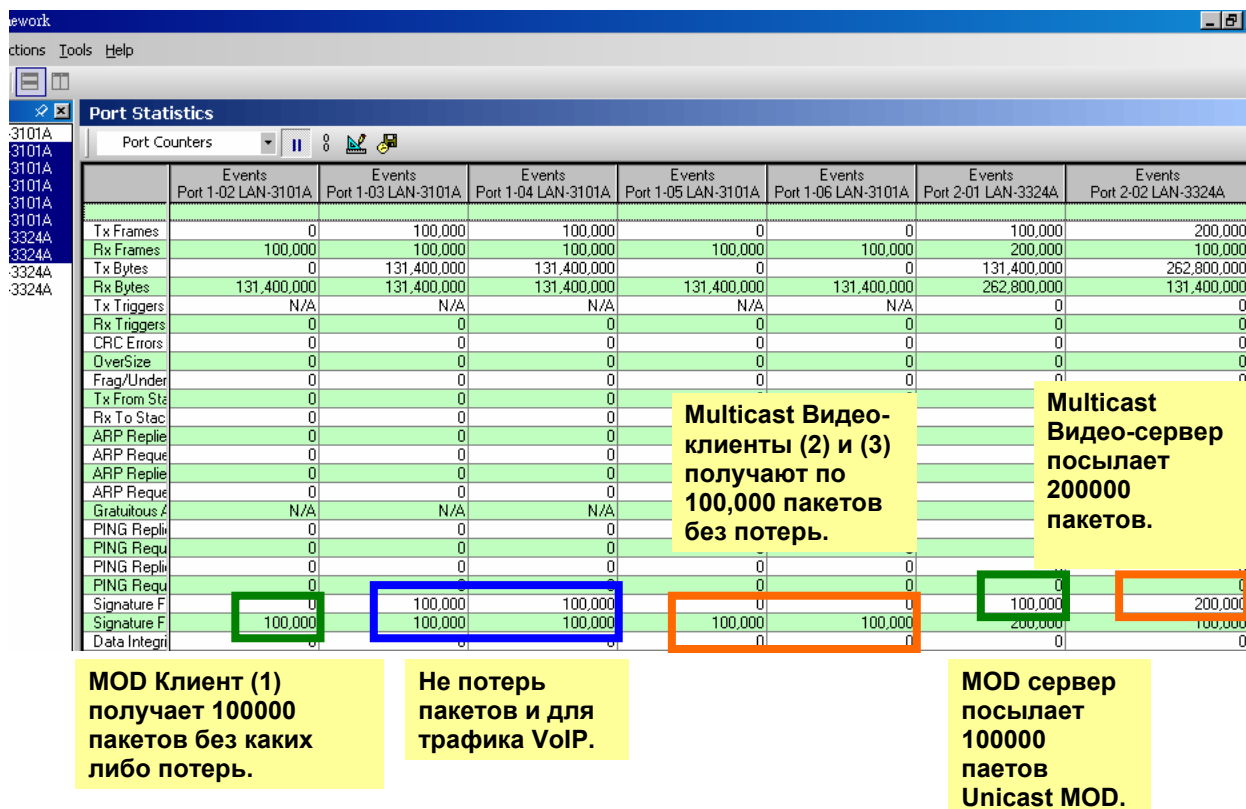 ework
ctions Tools Help
Port Statistics
-3101A
-3101A
-3101A
-3101A
-3101A
-3101A
-3324A
-3324A
-3324A
-3324A
Port Counters
Events Events Events Events Events Events Events
Port 1-02 LAN-3101A Port 1-03 LAN-3101A Port 1-04 LAN-3101A Port 1-05 LAN-3101A Port 1-06 LAN-3101A Port 2-01 LAN-3324A Port 2-02 LAN-3324A
Tx Frames 0 100,000 100,000 0 0 100,000 200,000
Rx Frames 100,000 100,000 100,000 100,000 100,000 200,000 100,000
Tx Bytes 0 131,400,000 131,400,000 0 0 131,400,000 262,800,000
Rx Bytes 131,400,000 131,400,000 131,400,000 131,400,000 131,400,000 262,800,000 131,400,000
Tx Triggers N/A N/A N/A N/A N/A 0 0
Rx Triggers 0 0 0 0 0 0 0
CRC Errors 0 0 0 0 0 0 0
OverSize 0 0 0 0 0 0 0
Frag/Under 0 0 0 0 0 0 0
Tx From Sta 0 0 0
Rx To Stac 0 0 0
ARP Replie 0 0 0
ARP Reque 0 0 0
ARP Replie 0 0 0
ARP Reque 0 0 0
Gratuitous A N/A N/A N/A
PING Replie 0 0 0
PING Requ 0 0 0
PING Replie 0 0 0
PING Requ 0 0 0 0 0 0 0
Signature F 0 100,000 100,000 0 0 100,000 200,000
Signature F 100,000 100,000 100,000 100,000 100,000 200,000 100,000
Data Integri 0 0 0 0 0 0 0
Multicast Видео-
клиенты (2) и (3)
получают по
100,000 пакетов
без потерь.
Multicast
Видео-сервер
посылает
200000
пакетов.
MOD Клиент (1)
получает 100000
пакетов без каких
либо потерь.
Не потерь
пакетов и для
трафика VoIP.
MOD сервер
посылает
100000
паетов
Unicast MOD.